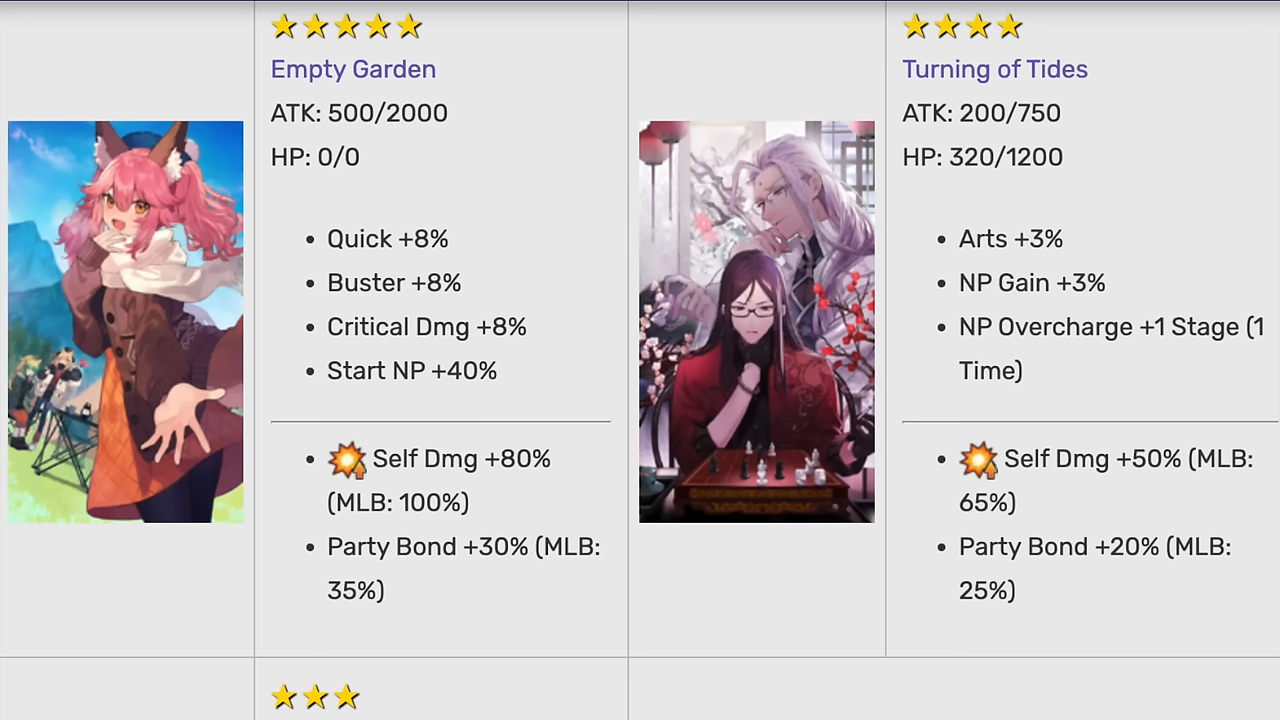 Empty Garden
ATK: 500/2000
HP: 0/0
• Quick +8%
• Buster +8%
• Critical Dmg +8%
• Start NP +40%
• Self Dmg +80%
(MLB: 100%)
• Party Bond +30% (MLB:
35%)
Turning of Tides
ATK: 200/750
HP: 320/1200
• Arts +3%
• NP Gain +3%
• NP Overcharge +1 Stage (1
Time)
• Self Dmg +50% (MLB:
65%)
• Party Bond +20% (MLB:
25%)